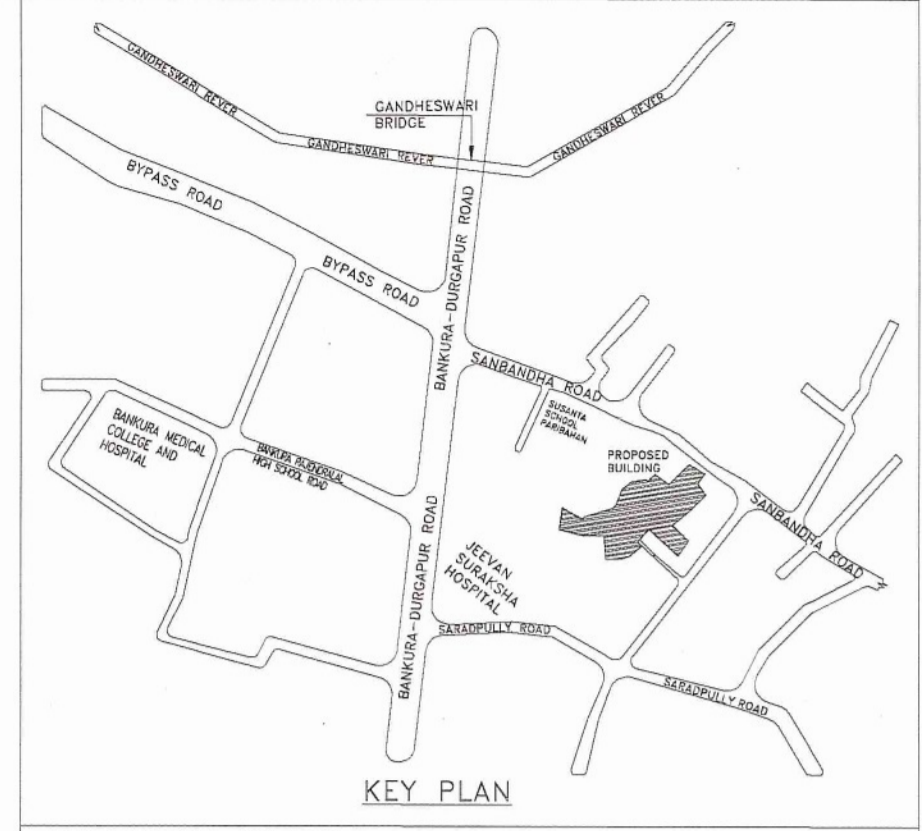 GANDHESWARI REVER
GANDHESWARI
BRIDGE
GANDHESWARI REVER
GANDHESWARI REVER
BYPASS ROAD
BYPASS ROAD
BANKURA-DURGAPUR ROAD
SANBANDHA ROAD
SUSANTA
SCHOOL
PARIBAHAN
BANKURA MEDICAL
COLLEGE AND
HOSPITAL
BANKURA RAJENDRALAL
HIGH SCHOOL ROAD
PROPOSED
BUILDING
SANBANDHA ROAD
BANKURA-DURGAPUR ROAD
JEEVAN
SURAKSHA
HOSPITAL
SARADPULLY ROAD
SARADPULLY ROAD
KEY PLAN